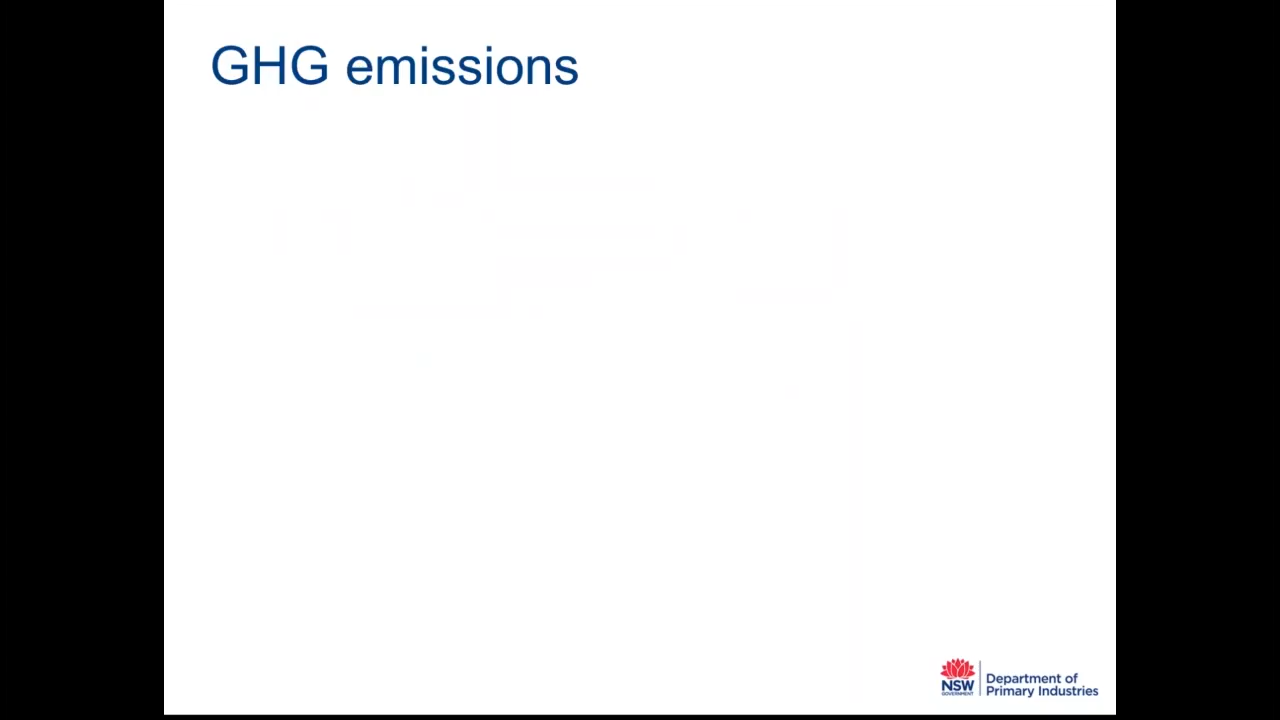 GHG emissions
NSW
GOVERNMENT
Department of
Primary Industries